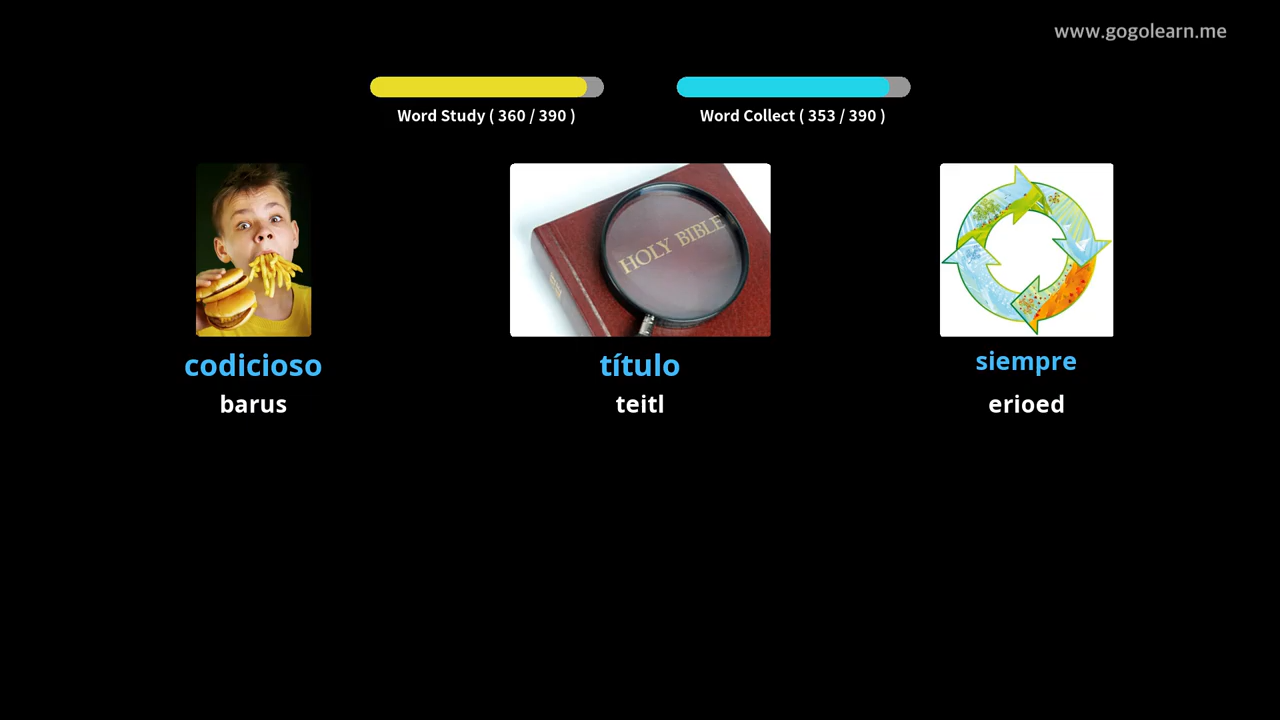 www.gogolearn.me
Word Study ( 360 / 390 )
Word Collect ( 353 / 390 )
HOLY BIBLE
codicioso
título
siempre
barus
teitl
erioed